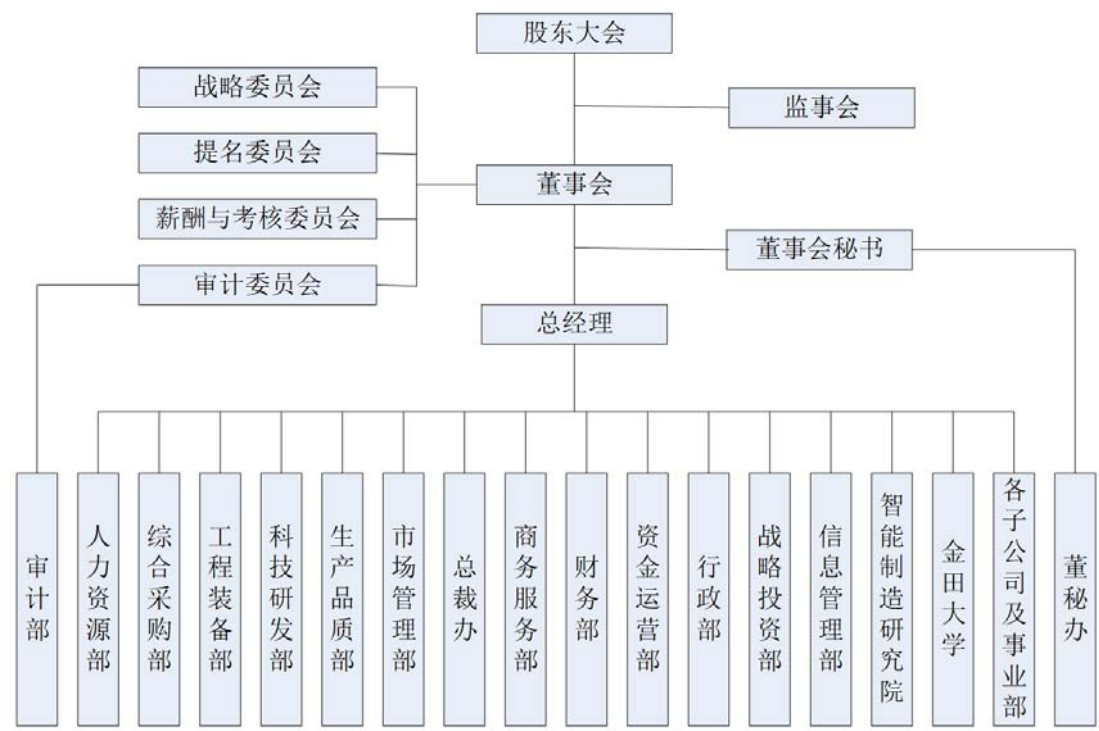 股东大会
战略委员会
监事会
提名委员会
董事会
薪酬与考核委员会
董事会秘书
审计委员会
总经理
审计部
人力资源部
综合采购部
工程装备部
科技研发部
生产品质部
市场管理部
总裁办
商务服务部
财务部
资金运营部
行政部
战略投资部
信息管理部
智能制造研究院
金田大学
各子公司及事业部
董秘办